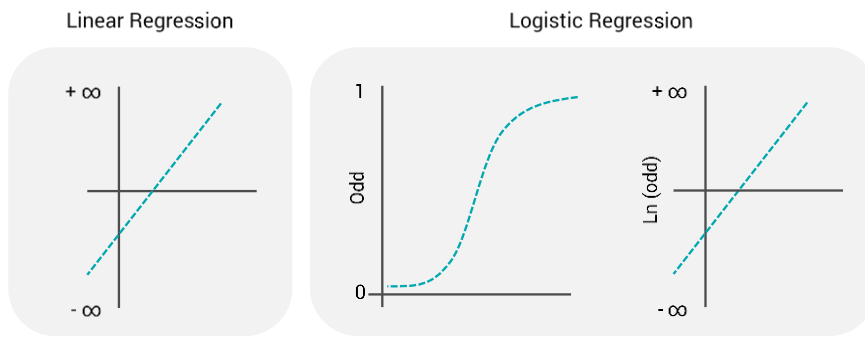 Linear Regression
Logistic Regression
+ ∞
- ∞
1
Odd
0
+ ∞
Ln (odd)
- ∞